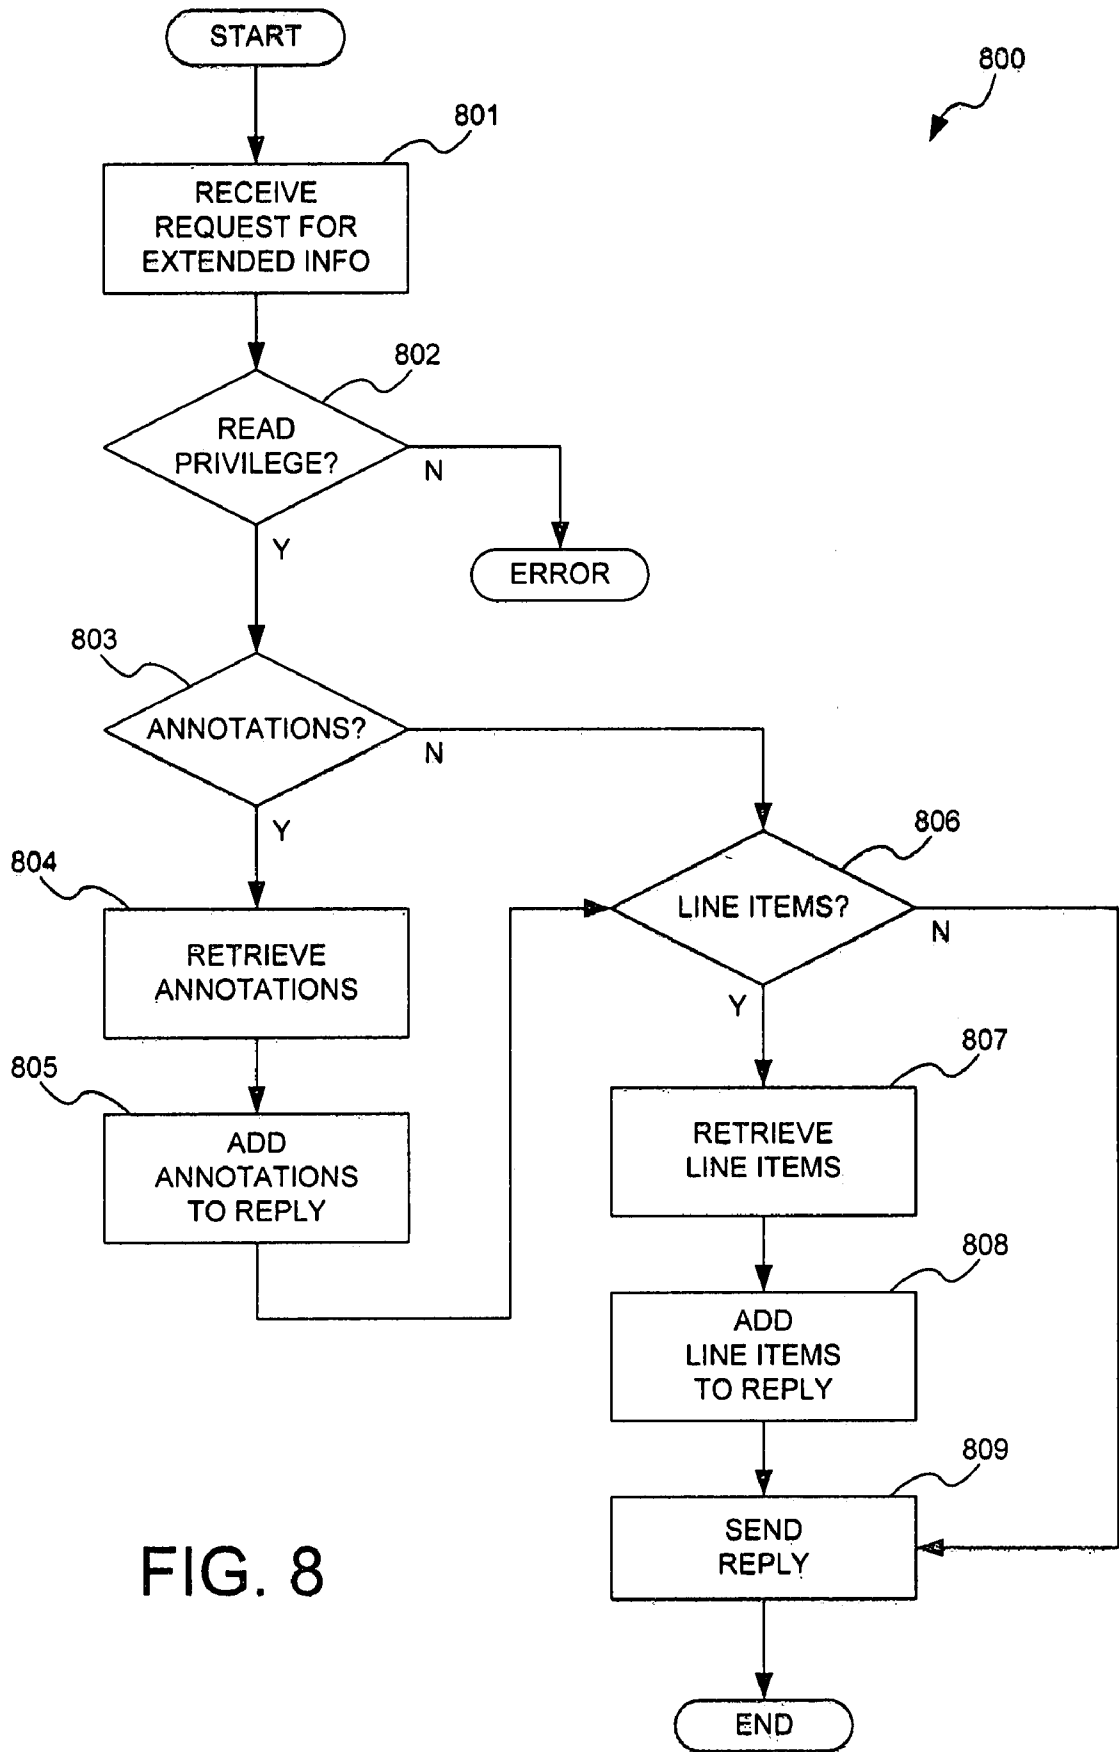 START
800
801
RECEIVE
REQUEST FOR
EXTENDED INFO
802
READ
PRIVILEGE?
N
Y
ERROR
803
ANNOTATIONS?
N
Y
804
RETRIEVE
ANNOTATIONS
805
ADD
ANNOTATIONS
TO REPLY
806
LINE ITEMS?
N
Y
807
RETRIEVE
LINE ITEMS
808
ADD
LINE ITEMS
TO REPLY
809
SEND
REPLY
END
FIG. 8